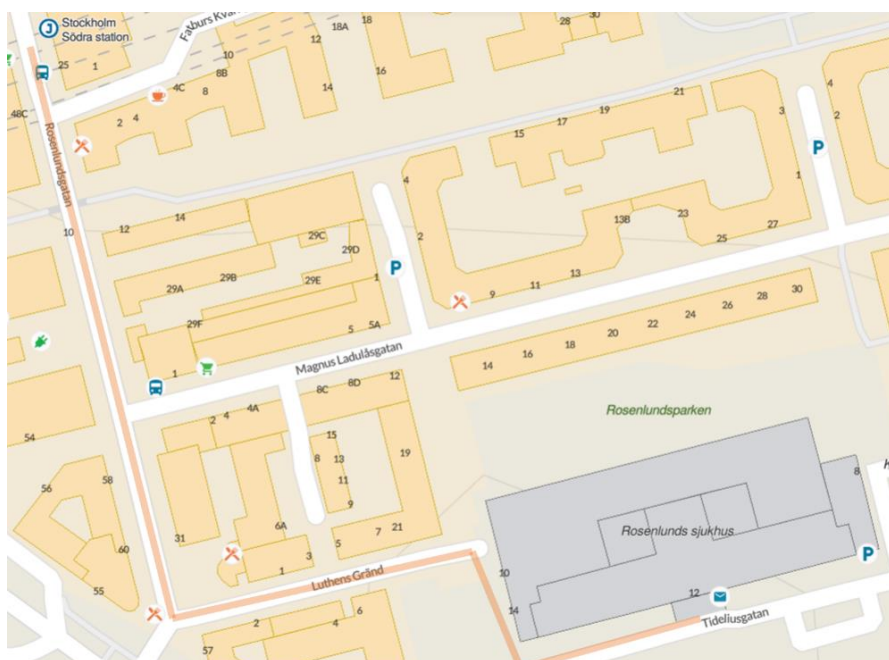 J
Stockholm
Södra station
Fatburs Kvar
18A
18
28
30
12
10
25
1
8B
4C
8
16
14
48C
2
4
21
19
17
15
3
4
2
P
Rosenlundsgatan
4
1
14
12
10
2
13B
23
25
27
29C
29D
29B
29E
29A
1
P
13
11
9
30
28
26
24
22
20
18
16
14
29F
5A
5
Magnus Ladulåsgatan
1
12
8D
8C
4A
4
2
Rosenlundsparken
54
15
19
8
13
11
9
58
56
8
K
60
31
6A
21
7
5
Rosenlunds sjukhus
3
1
P
55
Luthens Gränd
10
14
12
Tideliusgatan
6
2
4
57